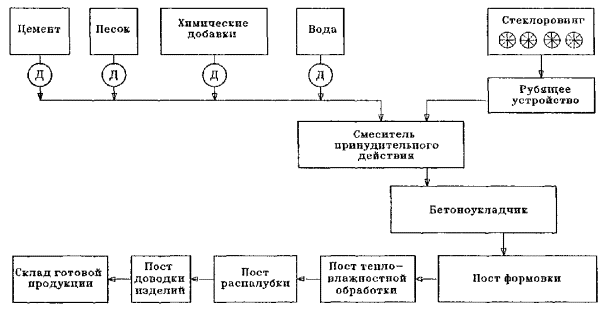 Цемент
Песок
Химические
добавки
Вода
Стеклоровинг
Д
Д
Д
Д
Рубящее
устройство
Смеситель
принудительного
действия
Бетоноукладчик
Склад готовой
продукции
Пост
доводки
изделий
Пост
распалубки
Пост тепло-
влажностной
обработки
Пост формовки